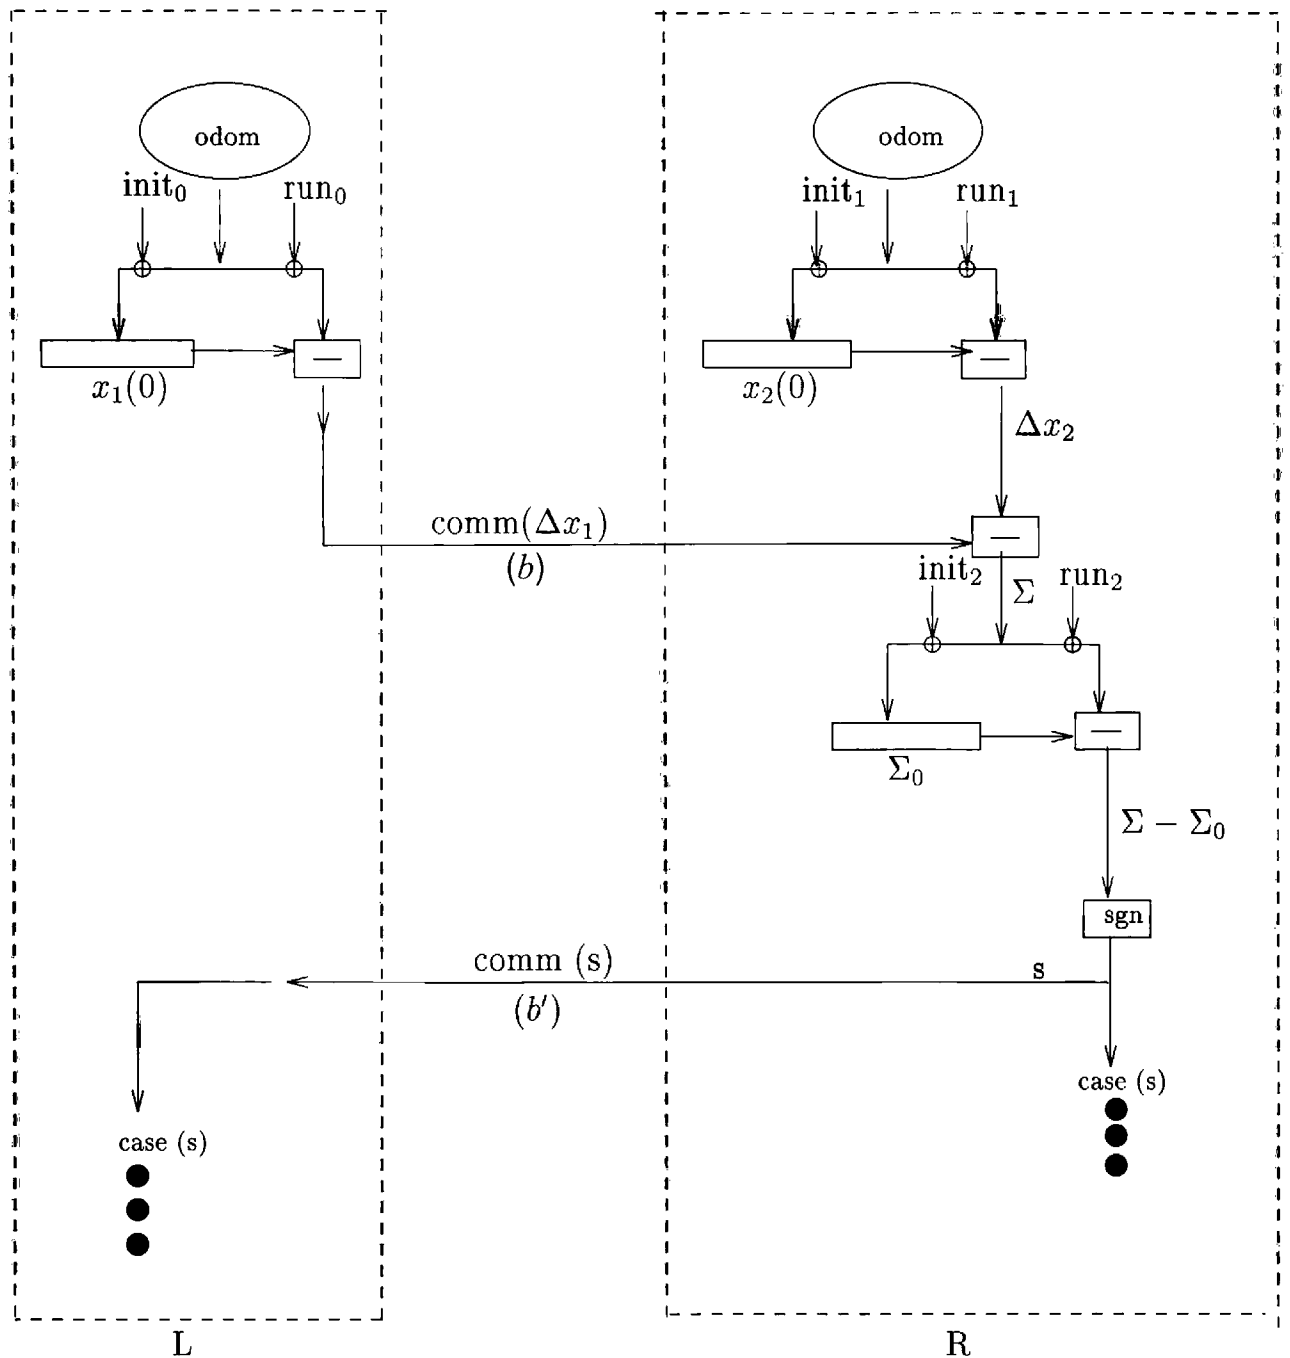 odom
init₀
run₀
x₁(0)
—
odom
init₁
run₁
x₂(0)
—
Δx₂
comm(Δx₁)
(b)
—
init₂
Σ
run₂
Σ₀
—
Σ − Σ₀
sgn
comm (s)
(b′)
s
case (s)
case (s)
L
R